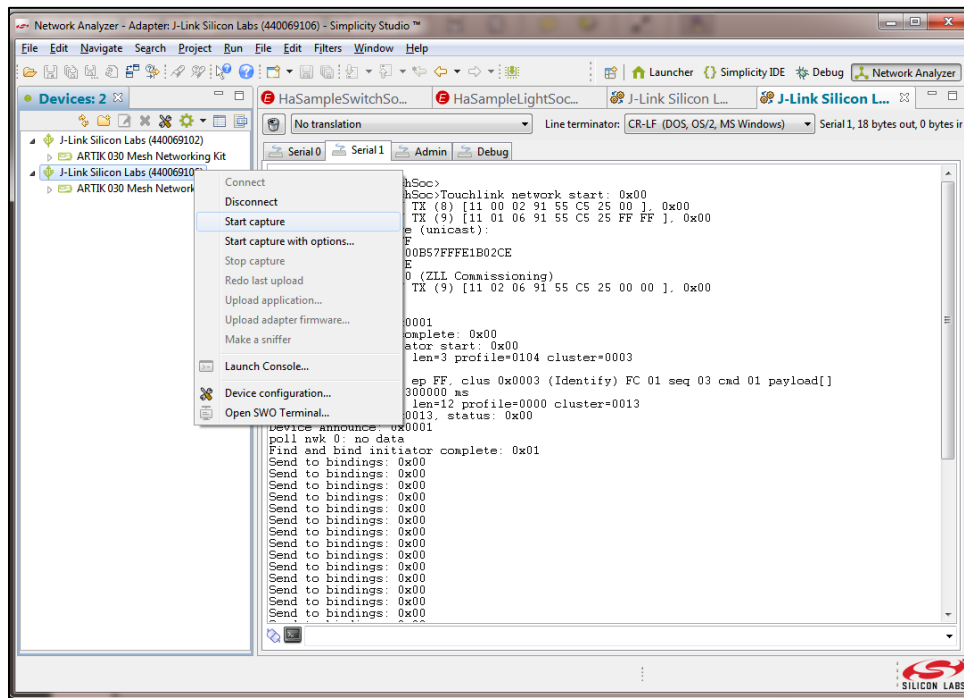 Network Analyzer - Adapter: J-Link Silicon Labs (440069106) - Simplicity Studio ™
File Edit Navigate Search Project Run File Edit Filters Window Help
Launcher {} Simplicity IDE Debug Network Analyzer
Devices: 2
HaSampleSwitchSo... HaSampleLightSoc... J-Link Silicon L... J-Link Silicon L...
No translation Line terminator: CR-LF (DOS, OS/2, MS Windows) Serial 1, 18 bytes out, 0 bytes in
Serial 0 Serial 1 Admin Debug
J-Link Silicon Labs (440069102)
ARTIK 030 Mesh Networking Kit
J-Link Silicon Labs (44006910
ARTIK 030 Mesh Network
Connect
Disconnect
Start capture
Start capture with options...
Stop capture
Redo last upload
Upload application...
Upload adapter firmware...
Make a sniffer
Launch Console...
Device configuration...
Open SWO Terminal...
hSoc>
hSoc>Touchlink network start: 0x00
TX (8) [11 00 02 91 55 C5 25 00 ], 0x00
TX (9) [11 01 06 91 55 C5 25 FF FF ], 0x00
e (unicast):
F
00B57FFFE1B02CE
E
0 (ZLL Commissioning)
TX (9) [11 02 06 91 55 C5 25 00 00 ], 0x00
0001
omplete: 0x00
ator start: 0x00
len=3 profile=0104 cluster=0003
ep FF, clus 0x0003 (Identify) FC 01 seq 03 cmd 01 payload[]
300000 ms
len=12 profile=0000 cluster=0013
0013, status: 0x00
Device Announce: 0x0001
poll nwk 0: no data
Find and bind initiator complete: 0x01
Send to bindings: 0x00
Send to bindings: 0x00
Send to bindings: 0x00
Send to bindings: 0x00
Send to bindings: 0x00
Send to bindings: 0x00
Send to bindings: 0x00
Send to bindings: 0x00
Send to bindings: 0x00
Send to bindings: 0x00
Send to bindings: 0x00
Send to bindings: 0x00
Send to bindings: 0x00
Send to bindings: 0x00
SILICON LABS